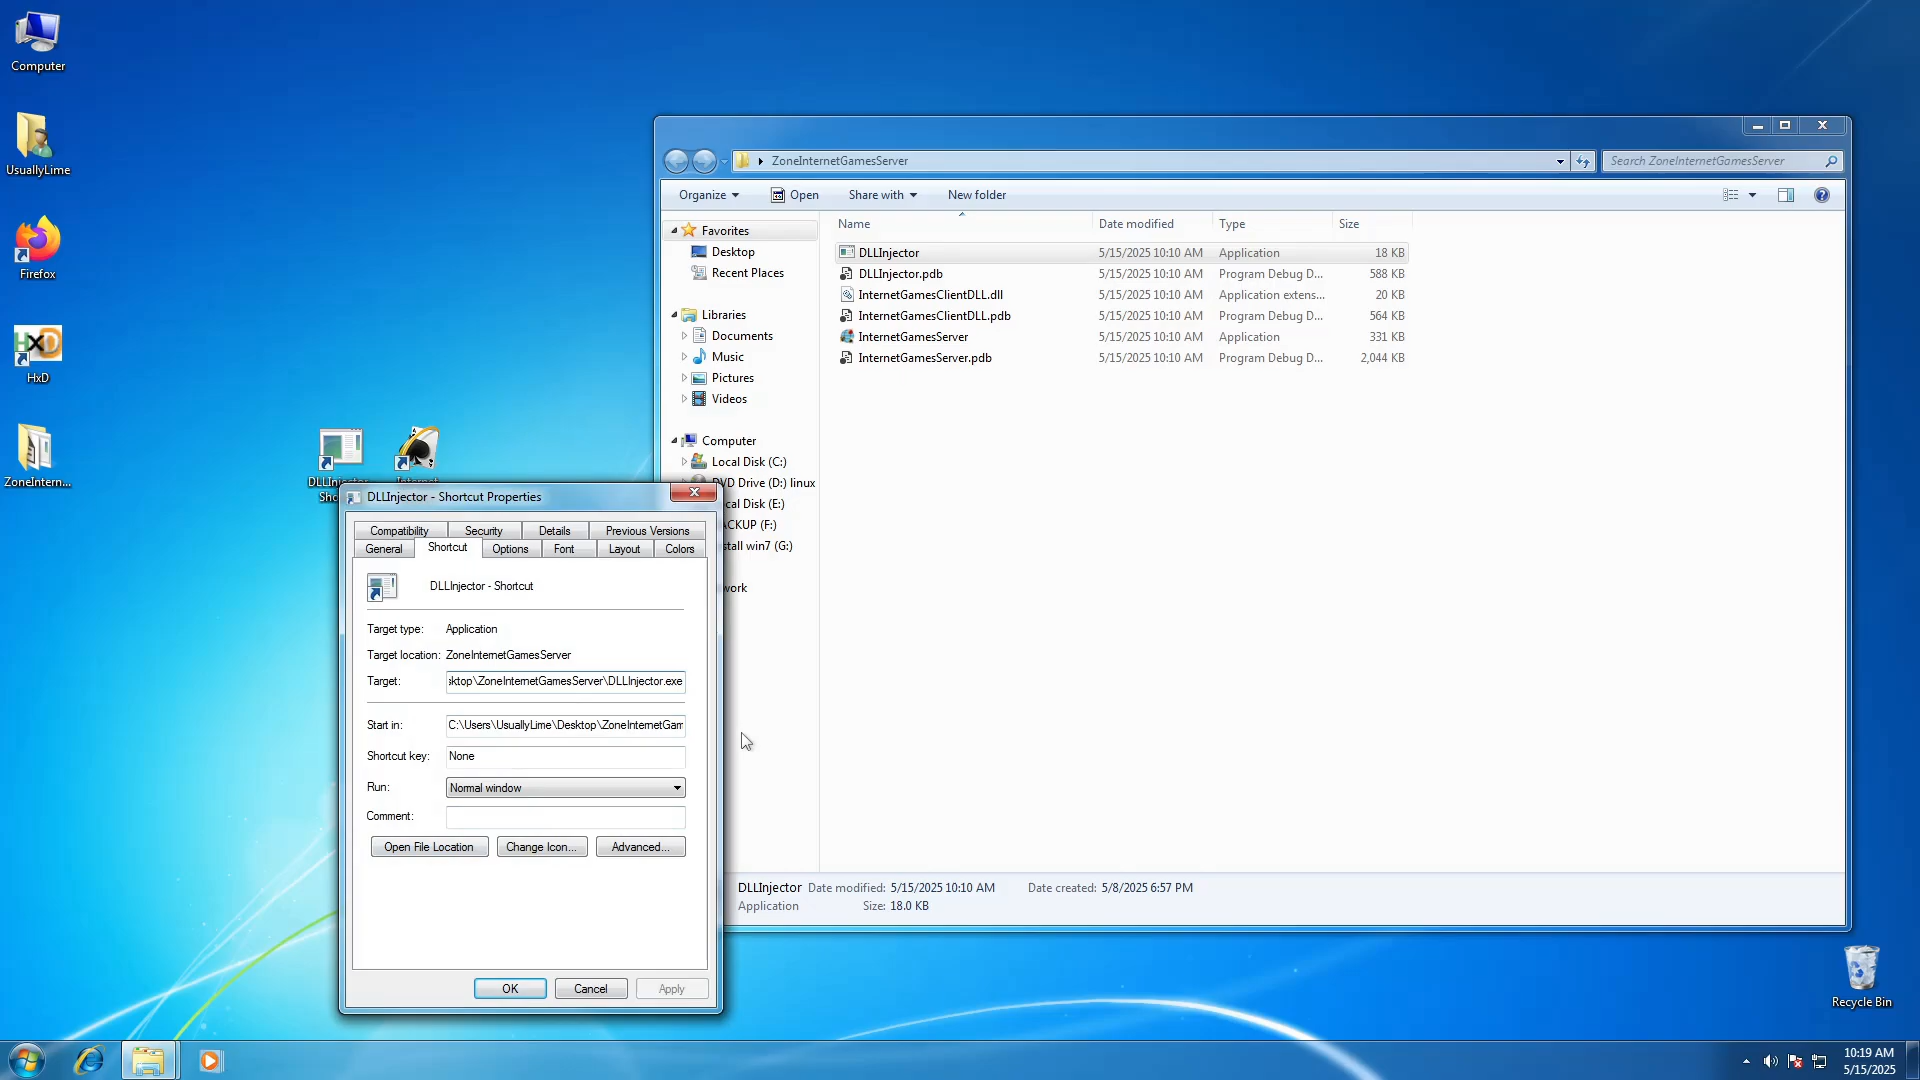 Computer
UsuallyLime
Firefox
HxD
HxD
ZoneIntern...
DLLInjector
ZoneInternetGamesServer
Search ZoneInternetGamesServer
Organize
Open
Share with
New folder
Name
Date modified
Type
Size
Favorites
Desktop
Recent Places
Libraries
Documents
Music
Pictures
Videos
Computer
Local Disk (C:)
DVD Drive (D:) linux
cal Disk (E:)
ACKUP (F:)
stall win7 (G:)
work
DLLInjector 5/15/2025 10:10 AM Application 18 KB
DLLInjector.pdb 5/15/2025 10:10 AM Program Debug D... 588 KB
InternetGamesClientDLL.dll 5/15/2025 10:10 AM Application extens... 20 KB
InternetGamesClientDLL.pdb 5/15/2025 10:10 AM Program Debug D... 564 KB
InternetGamesServer 5/15/2025 10:10 AM Application 331 KB
InternetGamesServer.pdb 5/15/2025 10:10 AM Program Debug D... 2,044 KB
DLLInjector Date modified: 5/15/2025 10:10 AM Date created: 5/8/2025 6:57 PM
Application Size: 18.0 KB
DLLInjector - Shortcut Properties
Compatibility Security Details Previous Versions
General Shortcut Options Font Layout Colors
DLLInjector - Shortcut
Target type: Application
Target location: ZoneInternetGamesServer
Target: sktop\ZoneInternetGamesServer\DLLInjector.exe
Start in: C:\Users\UsuallyLime\Desktop\ZoneInternetGam
Shortcut key: None
Run: Normal window
Comment:
Open File Location Change Icon... Advanced...
OK Cancel Apply
Recycle Bin
10:19 AM
5/15/2025